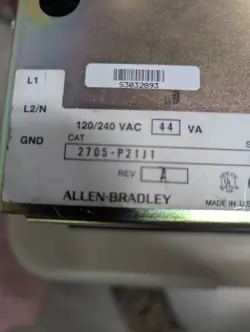 L1
S3032893
L2/N
120/240 VAC 44 VA
GND
CAT
2705-P21J1
REV A
ALLEN-BRADLEY
MADE IN U.S